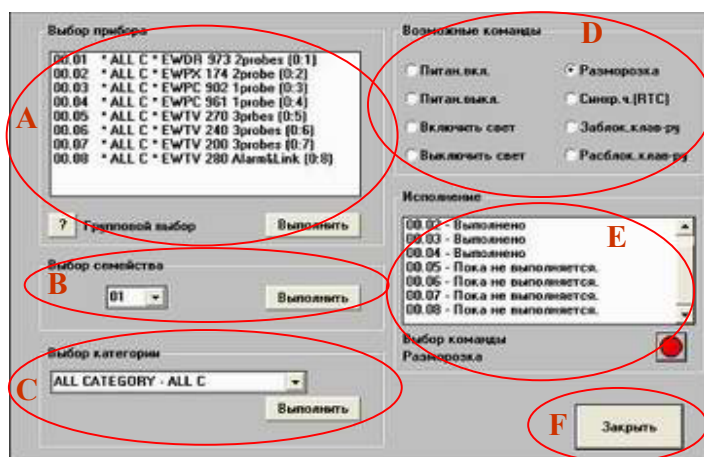 Выбор прибора
00.01 * ALL C * EWDR 973 2probes (0:1)
00.02 * ALL C * EWPX 174 2probe (0:2)
00.03 * ALL C * EWPC 902 1probe (0:3)
00.04 * ALL C * EWPC 961 1probe (0:4)
00.05 * ALL C * EWTV 270 3prbes (0:5)
00.06 * ALL C * EWTV 240 3probes (0:6)
00.07 * ALL C * EWTV 200 3probes (0:7)
00.08 * ALL C * EWTV 280 Alarm&Link (0:8)
A
? Групповой выбор Выполнить
Выбор семейства
B
01 Выполнить
Выбор категории
C
ALL CATEGORY - ALL C
Выполнить
Возможные команды
D
Питан.вкл. Разморозка
Питан.выкл. Синхр.ч.(RTC)
Включить свет Заблок.клав-ру
Выключить свет Расблок.клав-ру
Исполнение
00.02 - Выполнено
00.03 - Выполнено
00.04 - Выполнено
00.05 - Пока не выполняется.
00.06 - Пока не выполняется.
00.07 - Пока не выполняется.
00.08 - Пока не выполняется.
E
Выбор команды
Разморозка
F
Закрыть